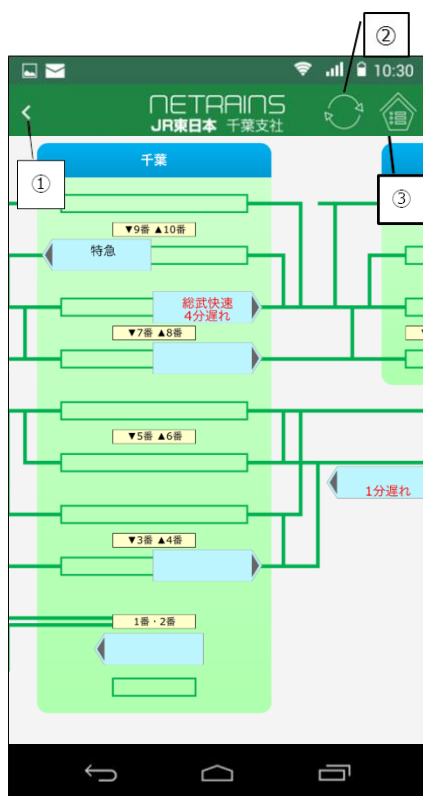 ②
10:30
NETRAINS
JR東日本 千葉支社
①
③
千葉
▼9番 ▲10番
特急
総武快速
4分遅れ
▼7番 ▲8番
▼5番 ▲6番
1分遅れ
▼3番 ▲4番
1番・2番